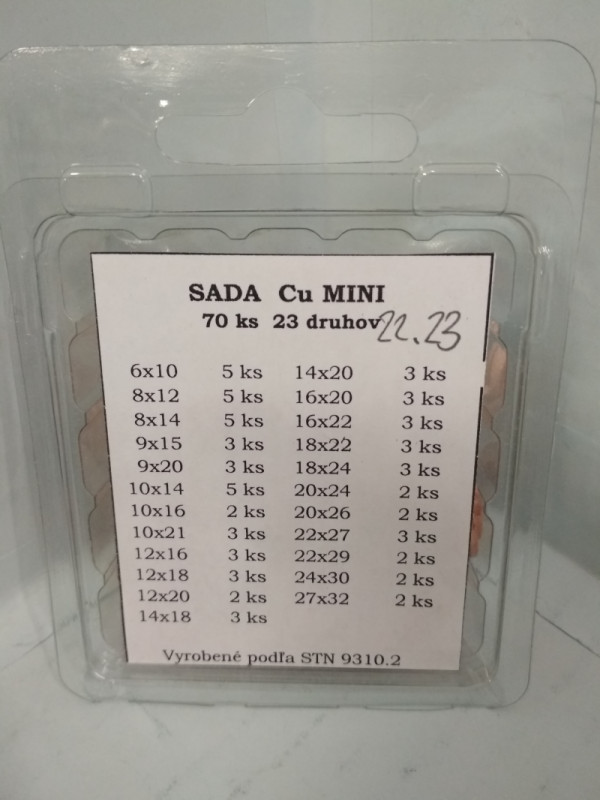 SADA Cu MINI
70 ks 23 druhov 22.23
6x10 5 ks 14x20 3 ks
8x12 5 ks 16x20 3 ks
8x14 5 ks 16x22 3 ks
9x15 3 ks 18x22 3 ks
9x20 3 ks 18x24 3 ks
10x14 5 ks 20x24 2 ks
10x16 2 ks 20x26 2 ks
10x21 3 ks 22x27 3 ks
12x16 3 ks 22x29 2 ks
12x18 3 ks 24x30 2 ks
12x20 2 ks 27x32 2 ks
14x18 3 ks
Vyrobené podľa STN 9310.2